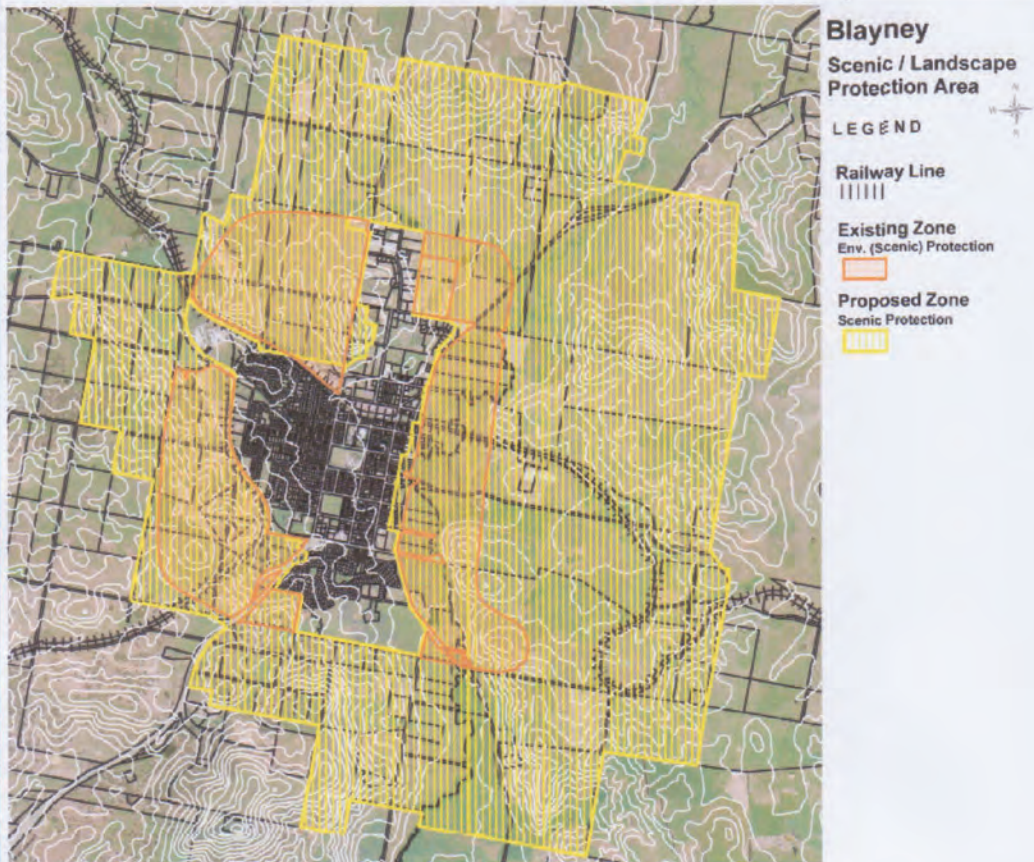 Blayney
Scenic / Landscape
Protection Area
N
W
S
LEGEND
Railway Line
Existing Zone
Env. (Scenic) Protection
Proposed Zone
Scenic Protection